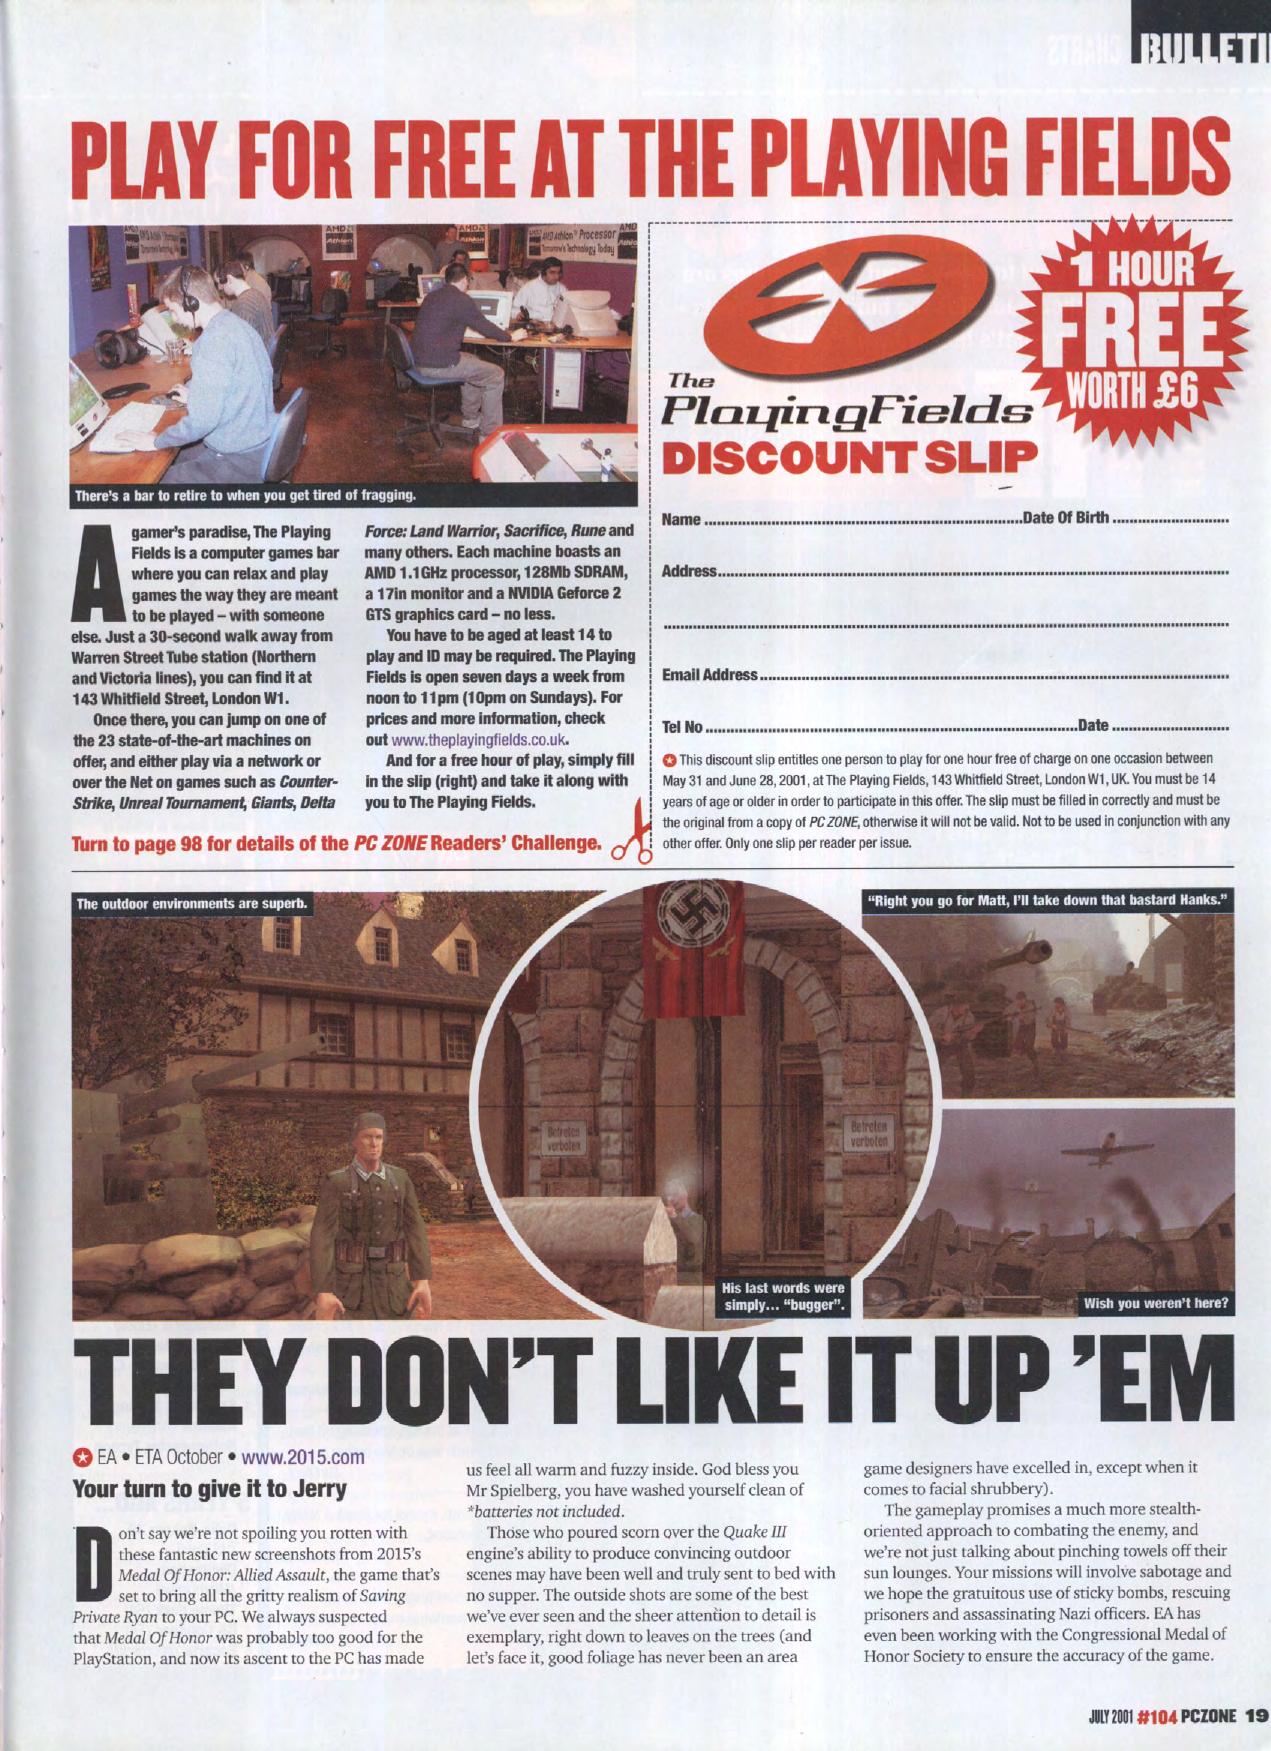 BULLETI
CHARTS
PLAY FOR FREE AT THE PLAYING FIELDS
AMD
Athlon
AMD
Athlon
AMD Athlon™ Processor
Tomorrow's Technology Today
AMD
There's a bar to retire to when you get tired of fragging.
A gamer's paradise, The Playing
Fields is a computer games bar
where you can relax and play
games the way they are meant
to be played – with someone
else. Just a 30-second walk away from
Warren Street Tube station (Northern
and Victoria lines), you can find it at
143 Whitfield Street, London W1.
Once there, you can jump on one of
the 23 state-of-the-art machines on
offer, and either play via a network or
over the Net on games such as Counter-
Strike, Unreal Tournament, Giants, Delta
Force: Land Warrior, Sacrifice, Rune and
many others. Each machine boasts an
AMD 1.1GHz processor, 128Mb SDRAM,
a 17in monitor and a NVIDIA Geforce 2
GTS graphics card – no less.
You have to be aged at least 14 to
play and ID may be required. The Playing
Fields is open seven days a week from
noon to 11pm (10pm on Sundays). For
prices and more information, check
out www.theplayingfields.co.uk.
And for a free hour of play, simply fill
in the slip (right) and take it along with
you to The Playing Fields.
Turn to page 98 for details of the PC ZONE Readers' Challenge.
1 HOUR
FREE
WORTH £6
The
PlayingFields
DISCOUNT SLIP
Name ........ Date Of Birth ........
Address ........
Email Address ........
Tel No ........ Date ........
This discount slip entitles one person to play for one hour free of charge on one occasion between
May 31 and June 28, 2001, at The Playing Fields, 143 Whitfield Street, London W1, UK. You must be 14
years of age or older in order to participate in this offer. The slip must be filled in correctly and must be
the original from a copy of PC ZONE, otherwise it will not be valid. Not to be used in conjunction with any
other offer. Only one slip per reader per issue.
The outdoor environments are superb.
"Right you go for Matt, I'll take down that bastard Hanks."
Betreten
verboten
Betreten
verboten
His last words were
simply... "bugger".
Wish you weren't here?
THEY DON'T LIKE IT UP 'EM
EA • ETA October • www.2015.com
Your turn to give it to Jerry
Don't say we're not spoiling you rotten with
these fantastic new screenshots from 2015's
Medal Of Honor: Allied Assault, the game that's
set to bring all the gritty realism of Saving
Private Ryan to your PC. We always suspected
that Medal Of Honor was probably too good for the
PlayStation, and now its ascent to the PC has made
us feel all warm and fuzzy inside. God bless you
Mr Spielberg, you have washed yourself clean of
*batteries not included.
Those who poured scorn over the Quake III
engine's ability to produce convincing outdoor
scenes may have been well and truly sent to bed with
no supper. The outside shots are some of the best
we've ever seen and the sheer attention to detail is
exemplary, right down to leaves on the trees (and
let's face it, good foliage has never been an area
game designers have excelled in, except when it
comes to facial shrubbery).
The gameplay promises a much more stealth-
oriented approach to combating the enemy, and
we're not just talking about pinching towels off their
sun lounges. Your missions will involve sabotage and
we hope the gratuitous use of sticky bombs, rescuing
prisoners and assassinating Nazi officers. EA has
even been working with the Congressional Medal of
Honor Society to ensure the accuracy of the game.
JULY 2001 #104 PCZONE 19